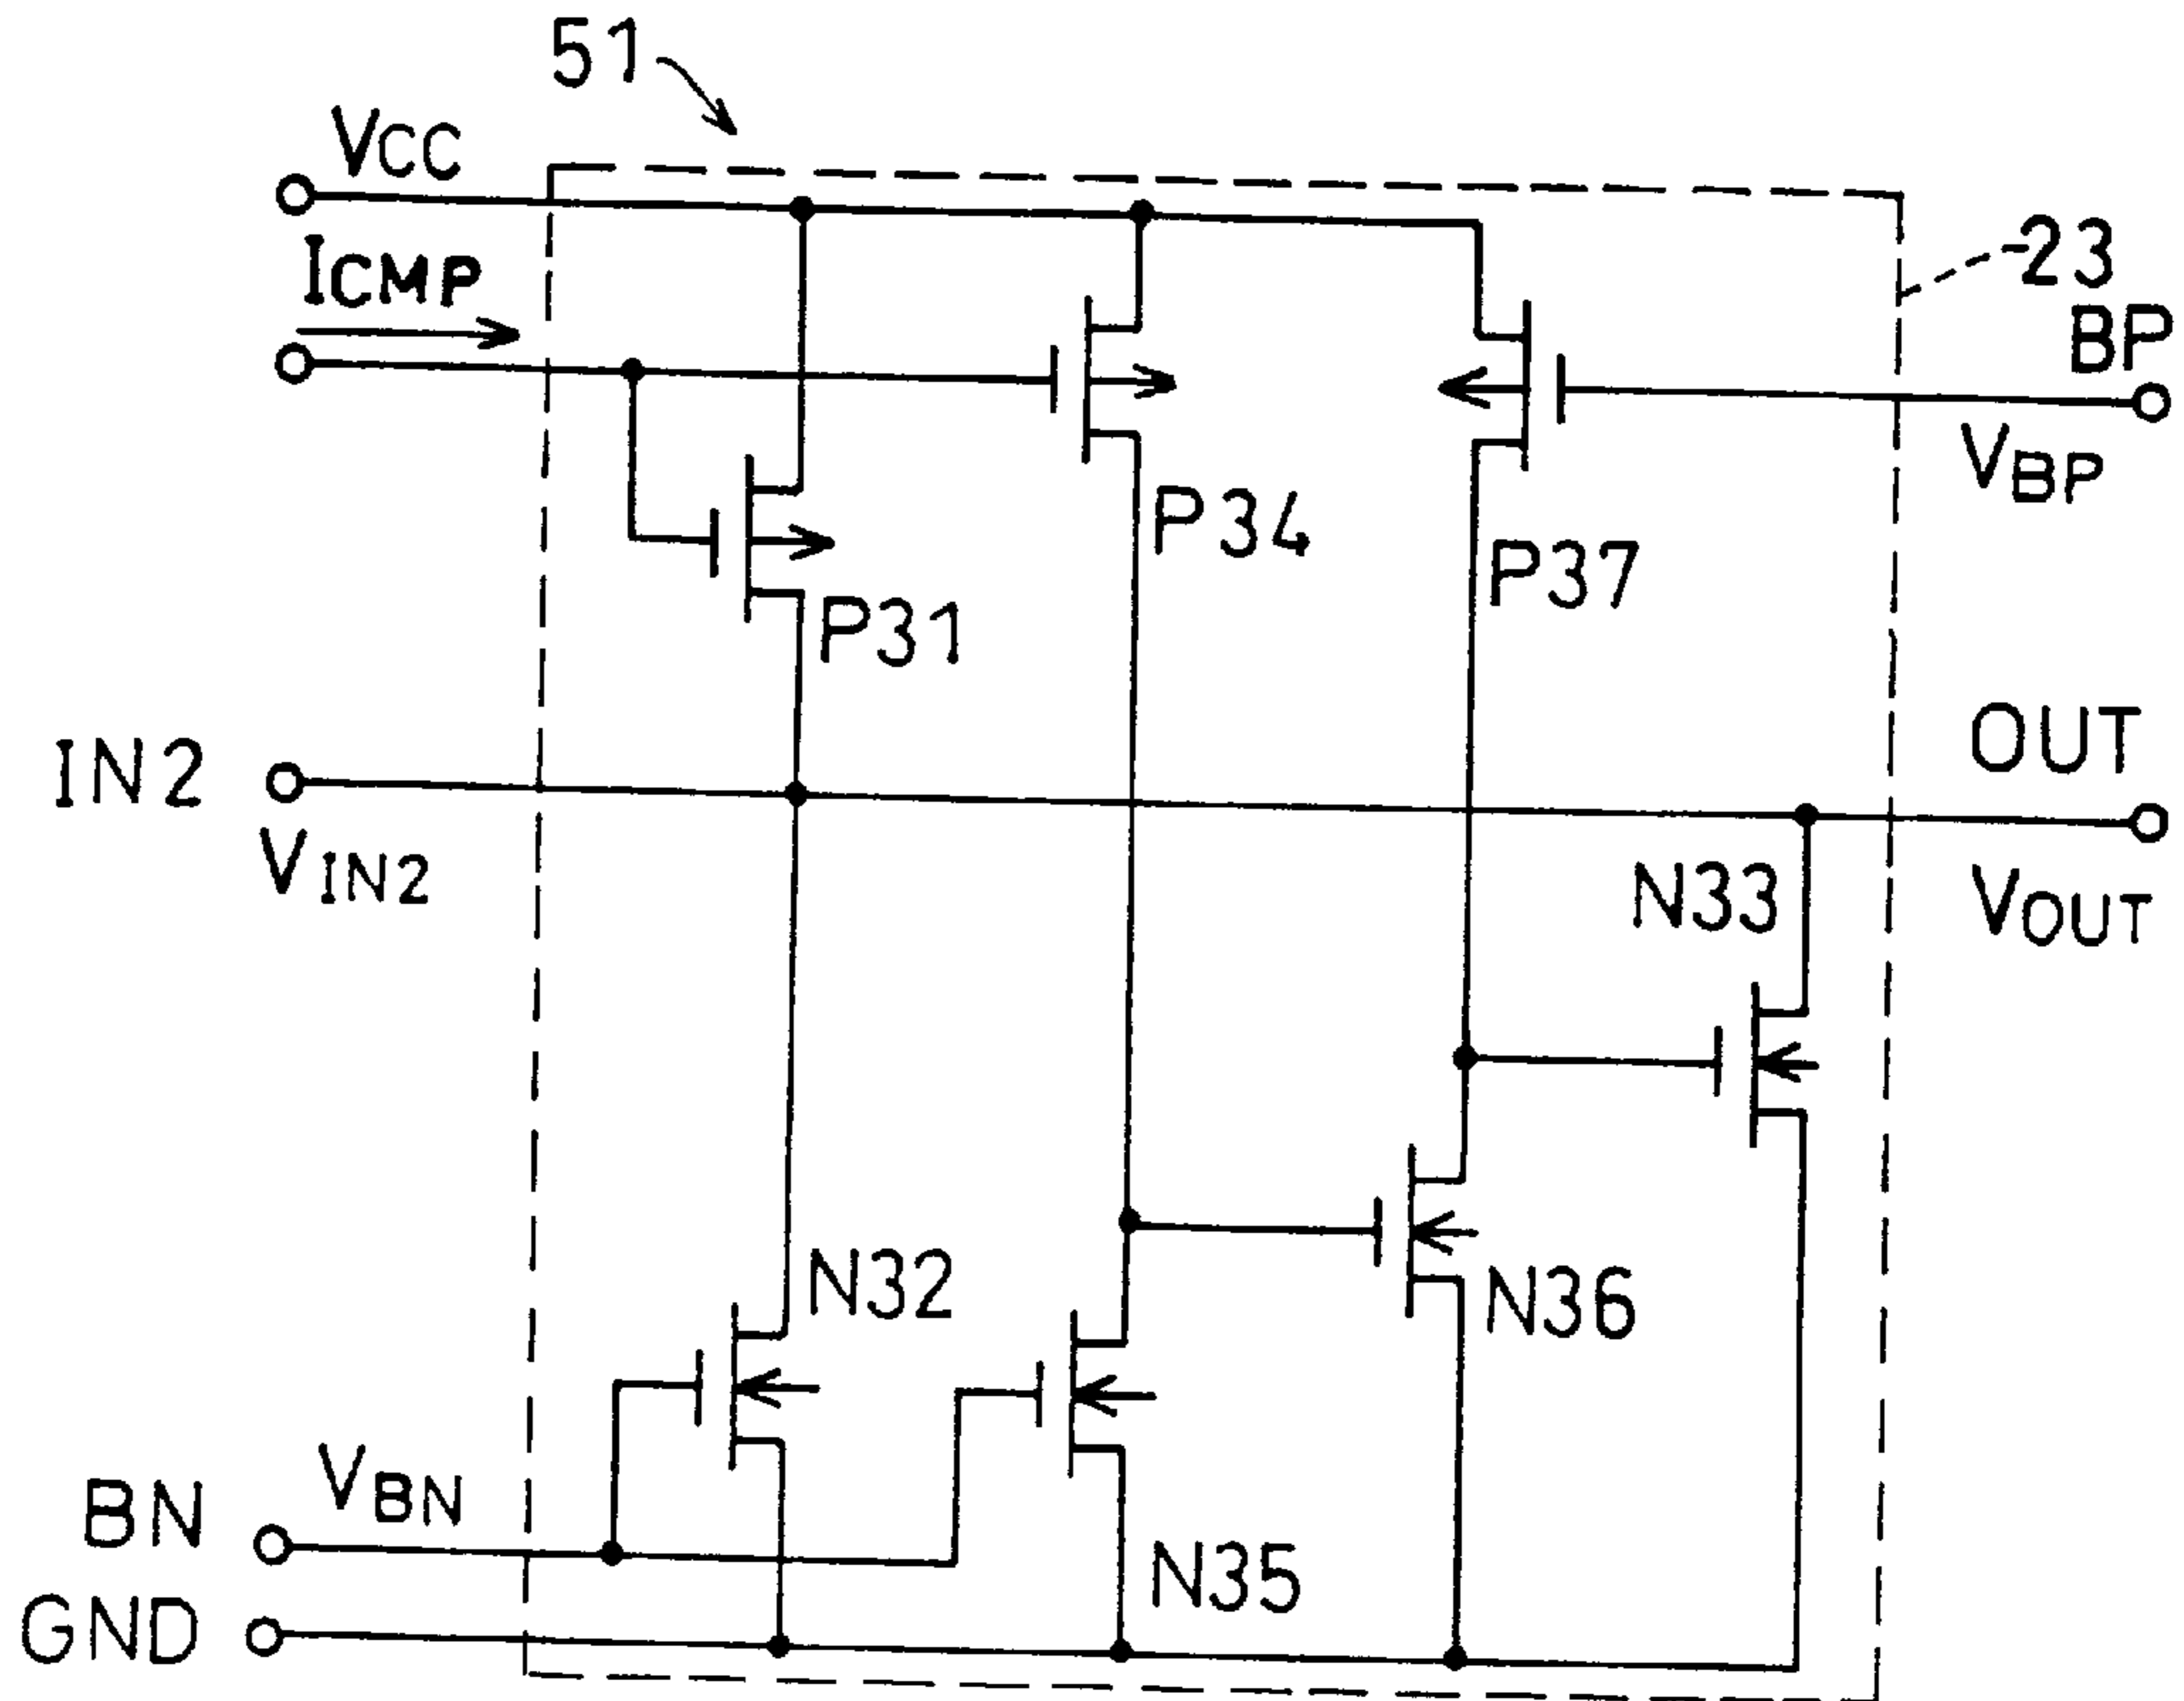 51
VCC
ICMP
23
BP
VBP
P34
P37
P31
IN2
OUT
VIN2
N33
VOUT
N32
N36
VBN
BN
N35
GND